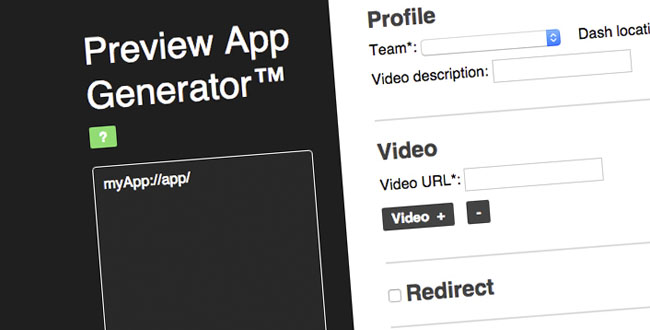 Preview App
Generator™
?
myApp://app/
Profile
Team*: Dash locati
Video description:
Video
Video URL*:
Video + -
Redirect